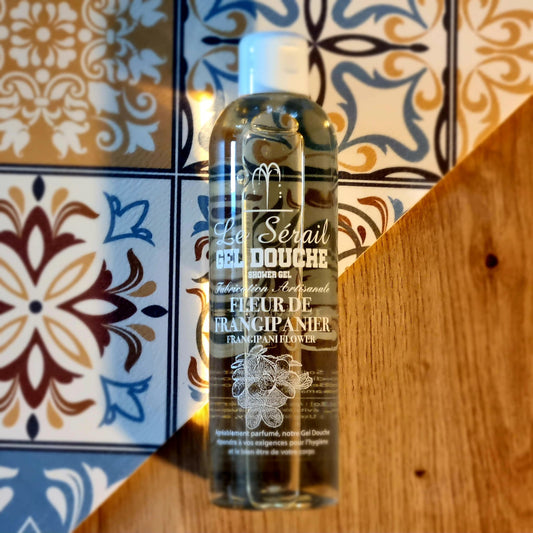 Le Sérail
GEL DOUCHE
SHOWER GEL
Fabrication Artisanale
FLEUR DE
FRANGIPANIER
FRANGIPANI FLOWER
Agréablement parfumé, notre Gel Douche
répondra à vos exigences pour l'hygiène
et le bien être de votre corps